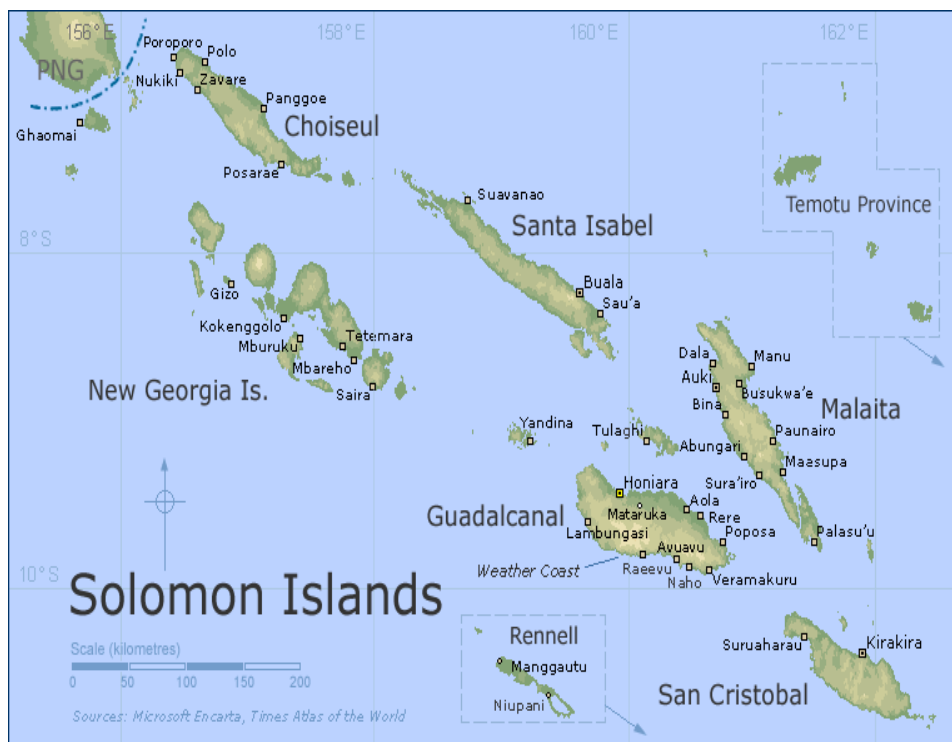 156°E
158°E
160°E
162°E
PNG
Poroporo
Polo
Nukiki
Zavare
Panggoe
Ghaomai
Choiseul
Posarae
Suavanao
Santa Isabel
Temotu Province
8°S
Gizo
Buala
Sau'a
Kokenggolo
Mburuku
Tetemara
Mbareho
Saira
New Georgia Is.
Dala
Manu
Auki
Busukwa'e
Bina
Malaita
Yandina
Tulaghi
Paunairo
Abungari
Maasupa
Sura'iro
Honiara
Aola
Mataruka
Rere
Guadalcanal
Lambungasi
Poposa
Palasu'u
Avuavu
Weather Coast
Raeevu
Naho
Veramakuru
10°S
Solomon Islands
Rennell
Manggautu
Niupani
Suruaharau
Kirakira
San Cristobal
Scale (kilometres)
0 50 100 150 200
Sources: Microsoft Encarta, Times Atlas of the World